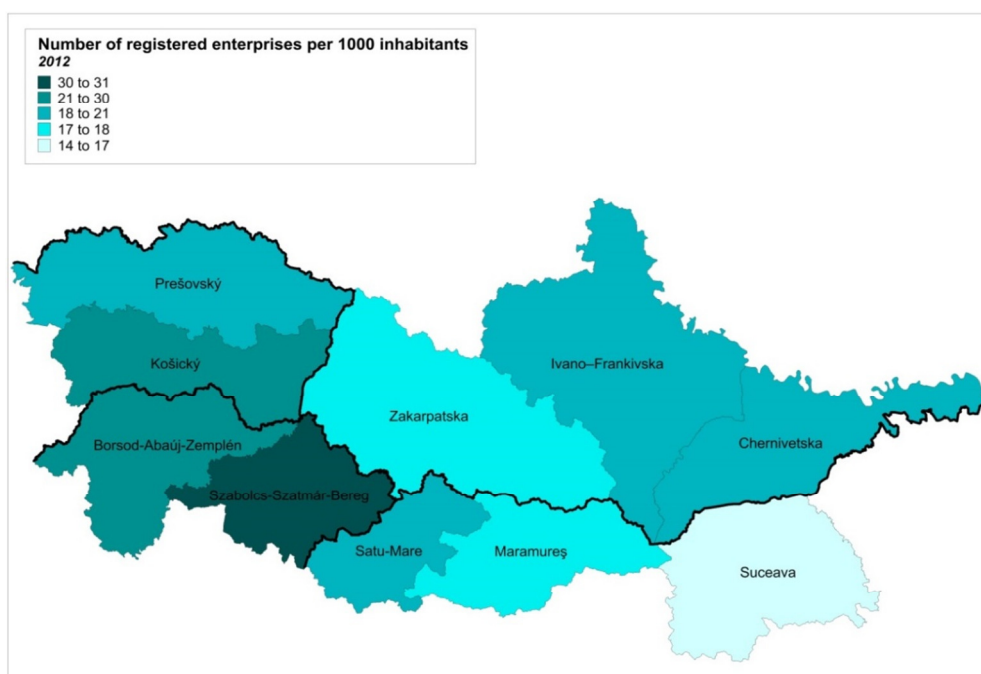 Number of registered enterprises per 1000 inhabitants
2012
30 to 31
21 to 30
18 to 21
17 to 18
14 to 17
Prešovský
Košický
Ivano–Frankivska
Zakarpatska
Borsod-Abaúj-Zemplén
Chernivetska
Szabolcs-Szatmár-Bereg
Satu-Mare
Maramureş
Suceava